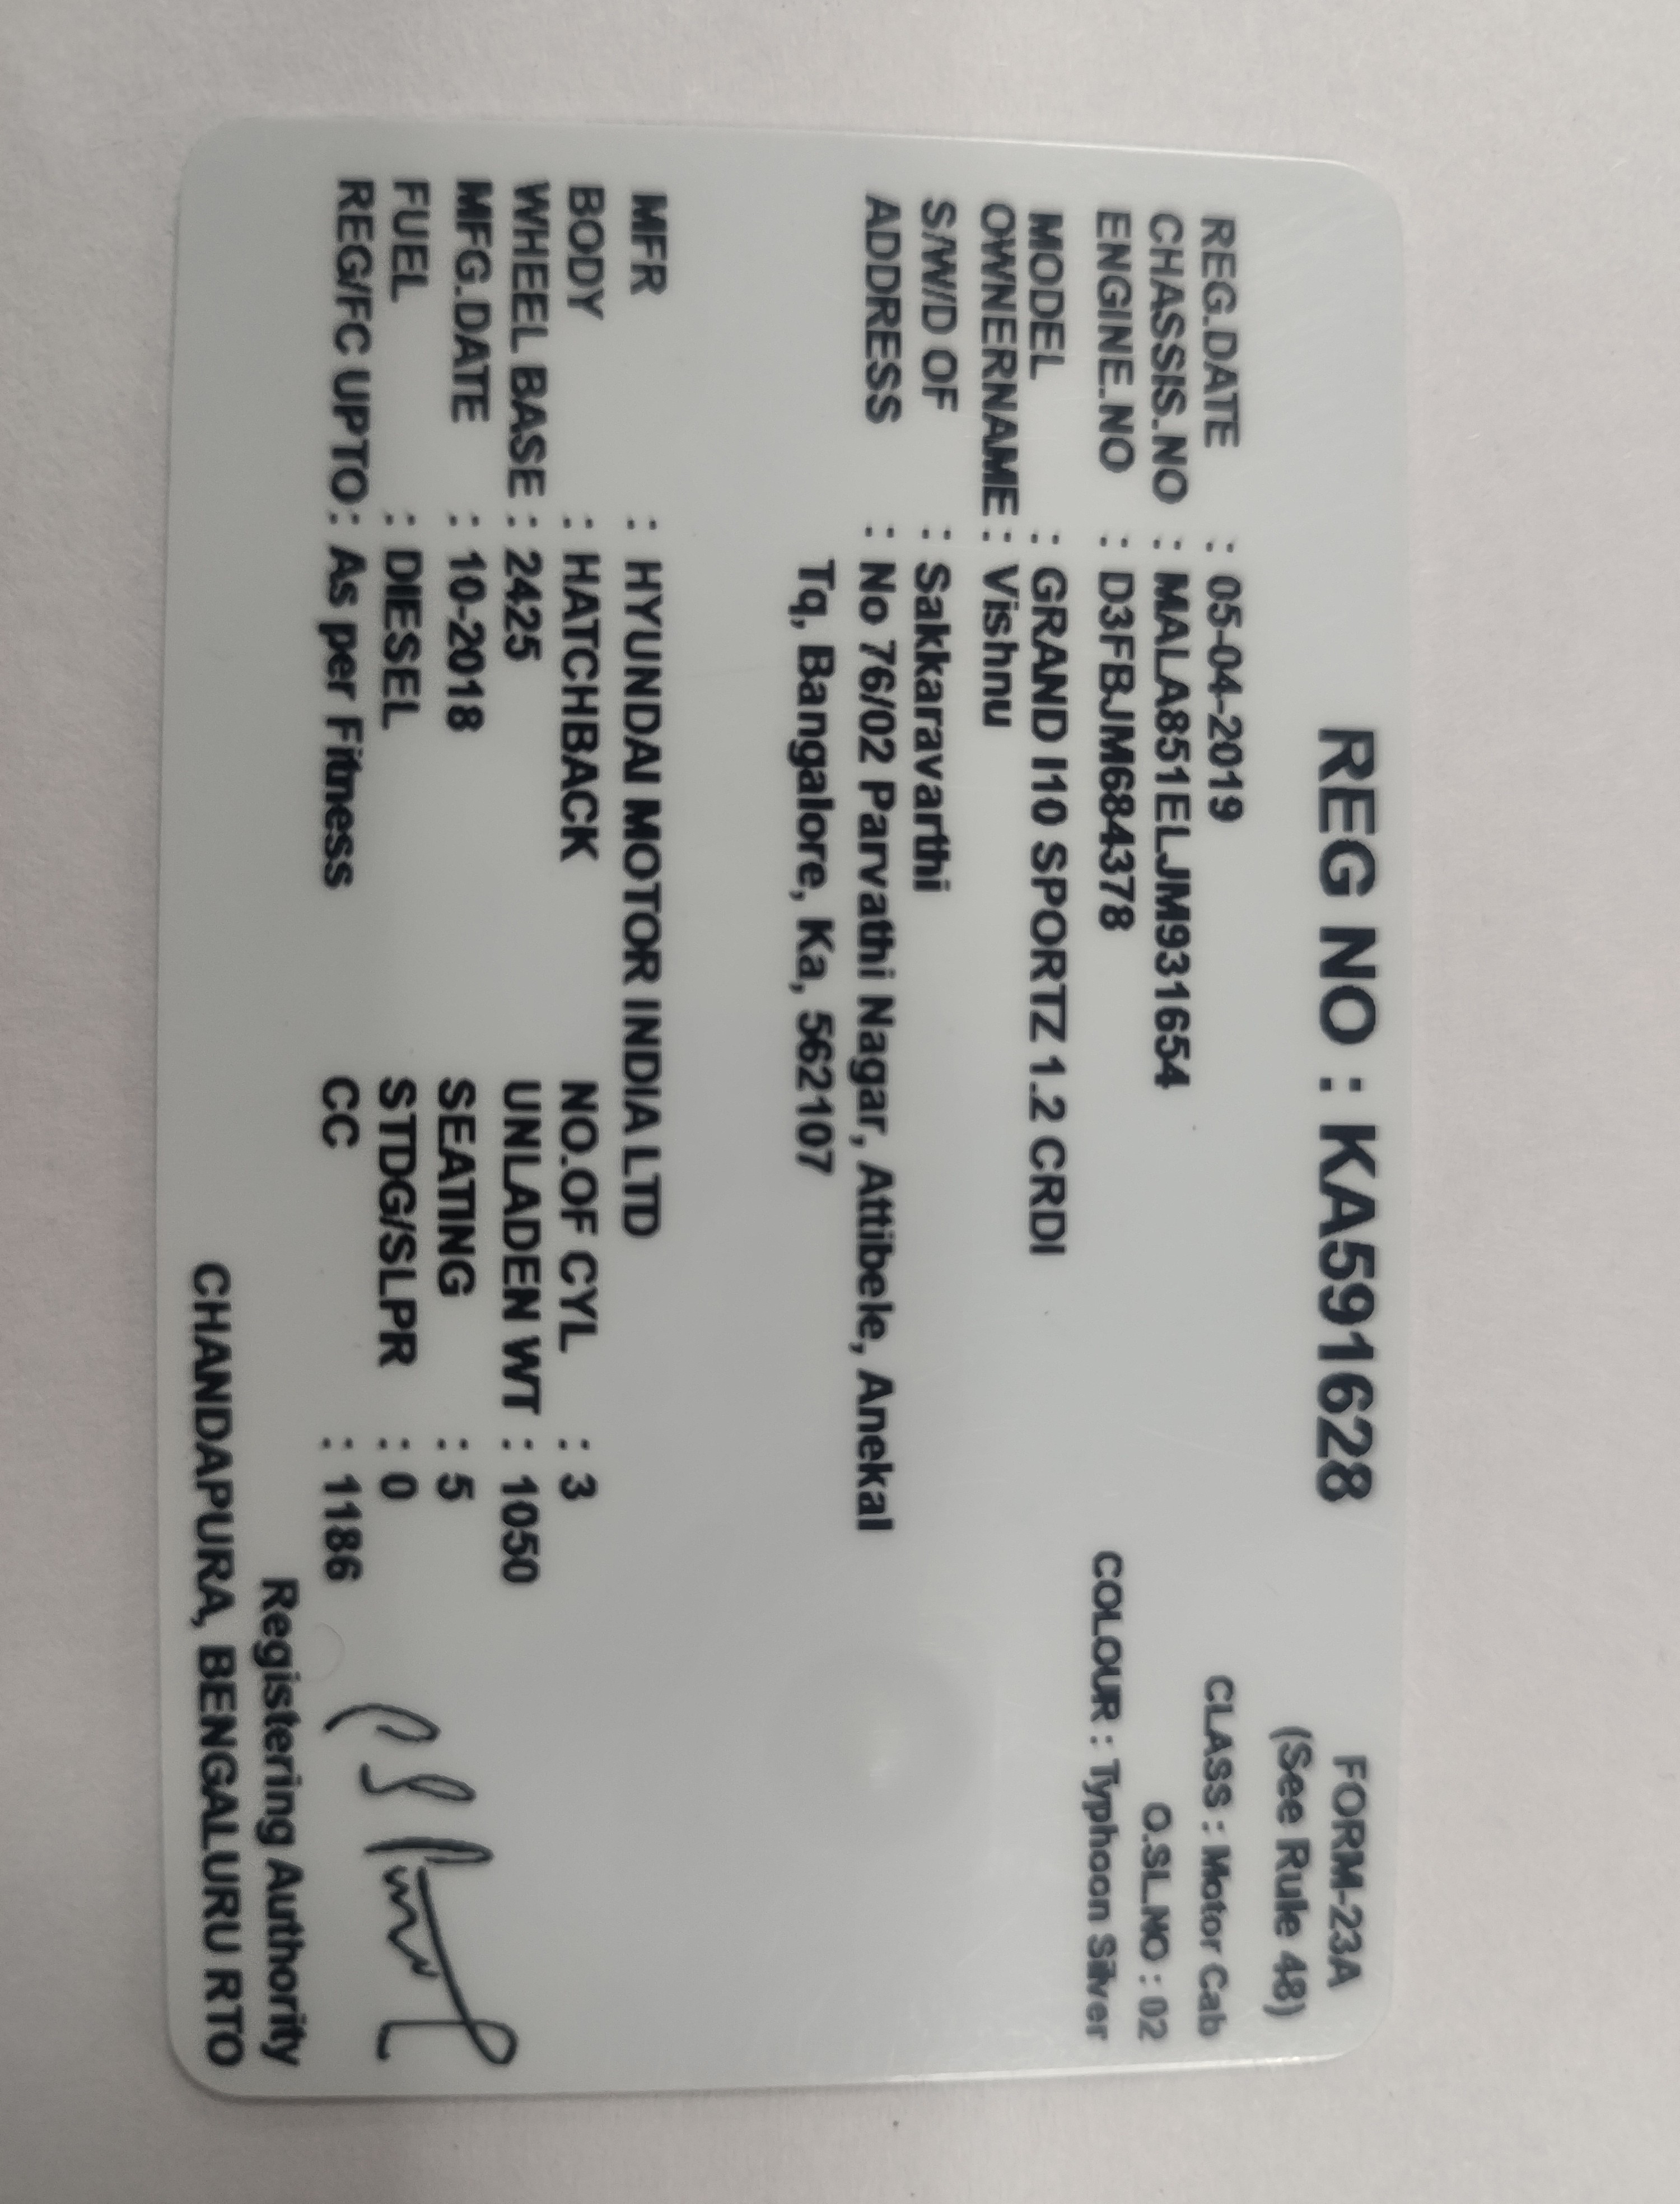 FORM-23A
REG NO : KA591628
(See Rule 48)
REG.DATE : 05-04-2019 CLASS : Motor Cab
CHASSIS.NO : MALA851ELJM931654 O.SL.NO : 02
ENGINE.NO : D3FBJM684378 COLOUR : Typhoon Silver
MODEL : GRAND I10 SPORTZ 1.2 CRDI
OWNERNAME : Vishnu
S/W/D OF : Sakkaravarthi
ADDRESS : No 76/02 Parvathi Nagar, Attibele, Anekal
Tq, Bangalore, Ka, 562107
MFR : HYUNDAI MOTOR INDIA LTD
BODY : HATCHBACK NO.OF CYL : 3
WHEEL BASE : 2425 UNLADEN WT : 1050
MFG.DATE : 10-2018 SEATING : 5
FUEL : DIESEL STDG/SLPR : 0
REG/FC UPTO : As per Fitness CC : 1186
Registering Authority
CHANDAPURA, BENGALURU RTO